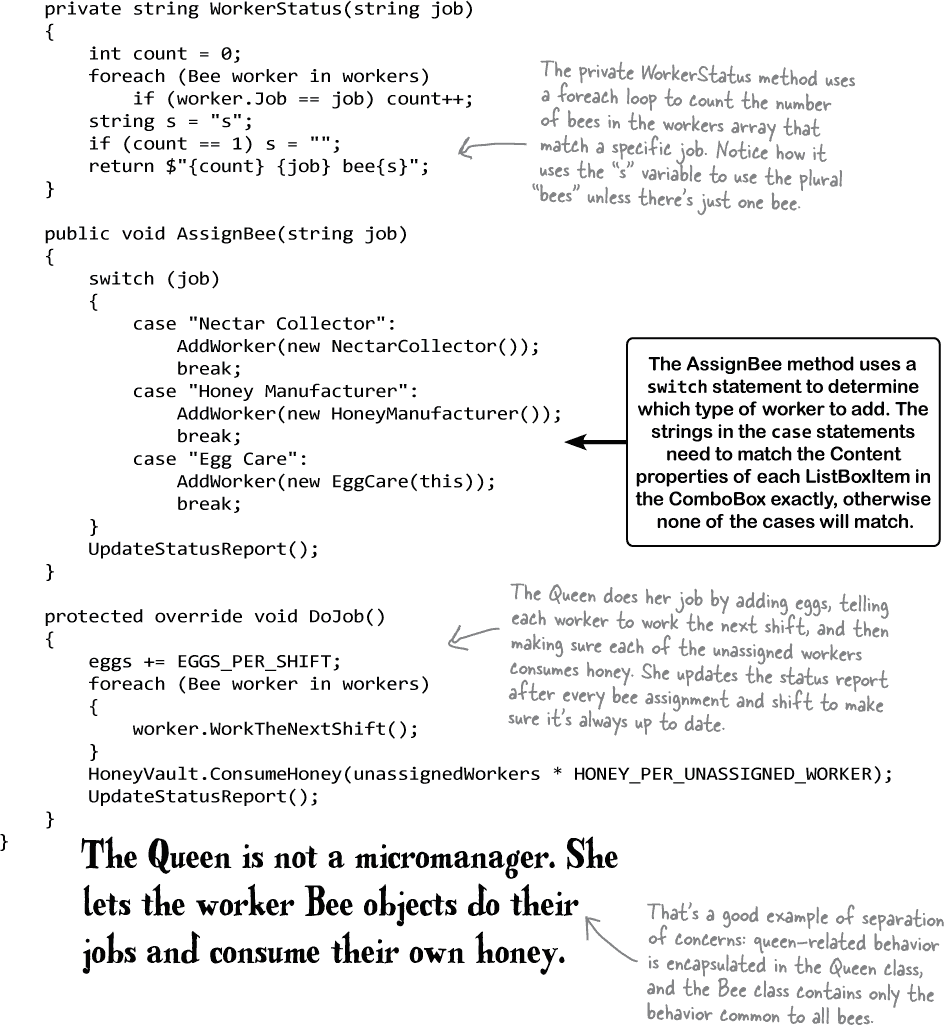 private string WorkerStatus(string job)
{
int count = 0;
foreach (Bee worker in workers)
if (worker.Job == job) count++;
string s = "s";
if (count == 1) s = "";
return $"{count} {job} bee{s}";
}
The private WorkerStatus method uses
a foreach loop to count the number
of bees in the workers array that
match a specific job. Notice how it
uses the “s” variable to use the plural
“bees” unless there's just one bee.
public void AssignBee(string job)
{
switch (job)
{
case "Nectar Collector":
AddWorker(new NectarCollector());
break;
case "Honey Manufacturer":
AddWorker(new HoneyManufacturer());
break;
case "Egg Care":
AddWorker(new EggCare(this));
break;
}
UpdateStatusReport();
}
The AssignBee method uses a
switch statement to determine
which type of worker to add. The
strings in the case statements
need to match the Content
properties of each ListBoxItem in
the ComboBox exactly, otherwise
none of the cases will match.
protected override void DoJob()
{
eggs += EGGS_PER_SHIFT;
foreach (Bee worker in workers)
{
worker.WorkTheNextShift();
}
HoneyVault.ConsumeHoney(unassignedWorkers * HONEY_PER_UNASSIGNED_WORKER);
UpdateStatusReport();
}
}
The Queen does her job by adding eggs, telling
each worker to work the next shift, and then
making sure each of the unassigned workers
consumes honey. She updates the status report
after every bee assignment and shift to make
sure it's always up to date.
The Queen is not a micromanager. She
lets the worker Bee objects do their
jobs and consume their own honey.
That's a good example of separation
of concerns: queen-related behavior
is encapsulated in the Queen class,
and the Bee class contains only the
behavior common to all bees.